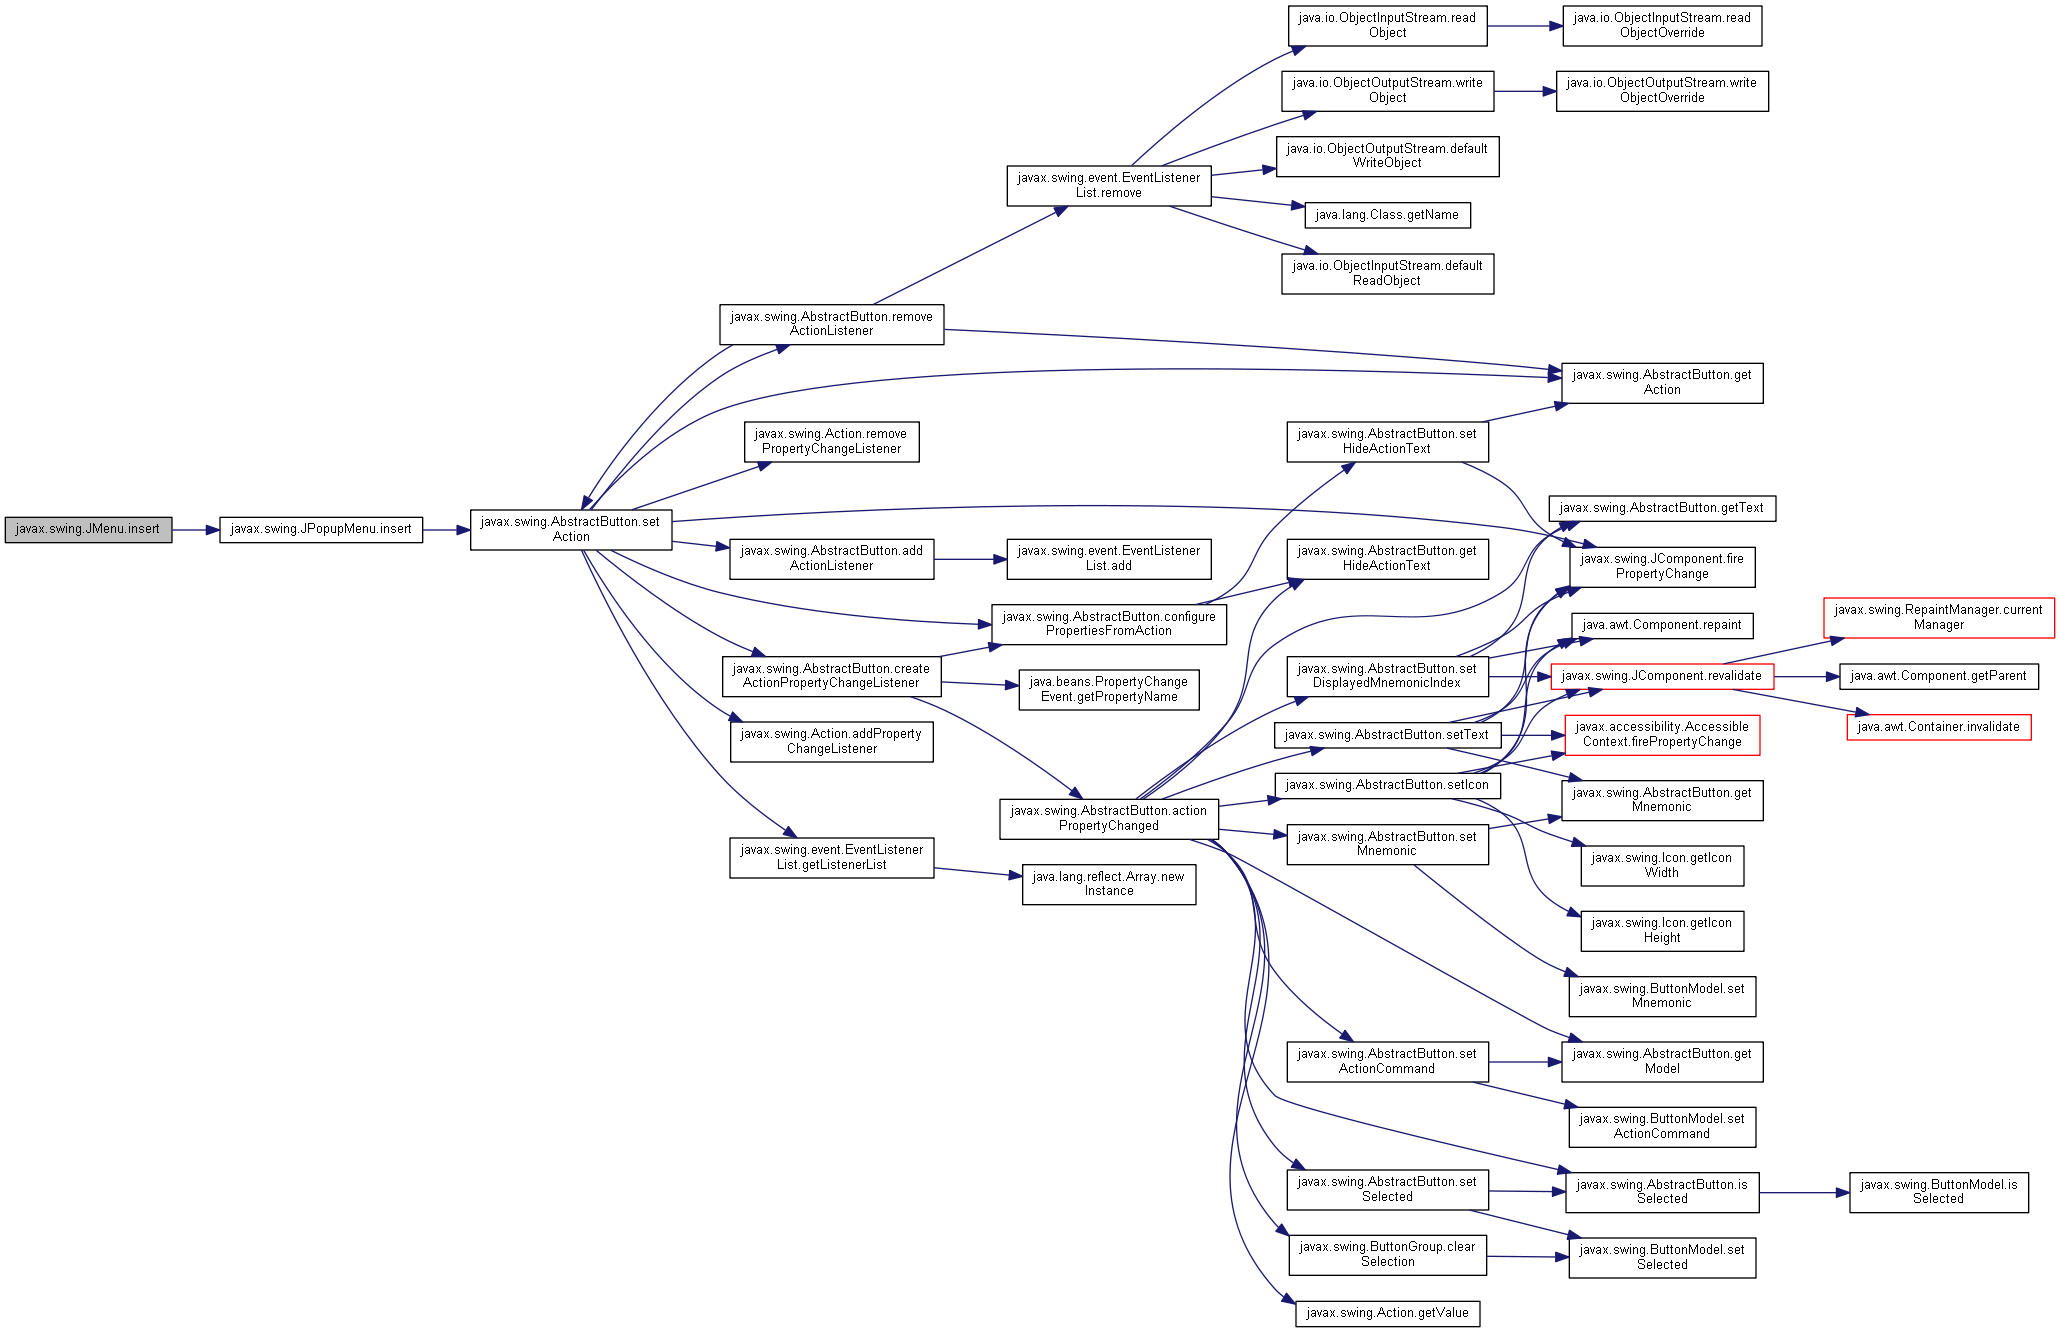 javax.swing.JMenu.insert
javax.swing.JPopupMenu.insert
javax.swing.AbstractButton.set
Action
javax.swing.AbstractButton.remove
ActionListener
javax.swing.Action.remove
PropertyChangeListener
javax.swing.AbstractButton.add
ActionListener
javax.swing.AbstractButton.create
ActionPropertyChangeListener
javax.swing.Action.addProperty
ChangeListener
javax.swing.event.EventListener
List.getListenerList
javax.swing.event.EventListener
List.remove
javax.swing.event.EventListener
List.add
javax.swing.AbstractButton.configure
PropertiesFromAction
java.beans.PropertyChange
Event.getPropertyName
javax.swing.AbstractButton.action
PropertyChanged
java.lang.reflect.Array.new
Instance
java.io.ObjectInputStream.read
Object
java.io.ObjectOutputStream.write
Object
java.io.ObjectOutputStream.default
WriteObject
java.lang.Class.getName
java.io.ObjectInputStream.default
ReadObject
javax.swing.AbstractButton.set
HideActionText
javax.swing.AbstractButton.get
HideActionText
javax.swing.AbstractButton.set
DisplayedMnemonicIndex
javax.swing.AbstractButton.setText
javax.swing.AbstractButton.setIcon
javax.swing.AbstractButton.set
Mnemonic
javax.swing.AbstractButton.set
ActionCommand
javax.swing.AbstractButton.set
Selected
javax.swing.ButtonGroup.clear
Selection
javax.swing.Action.getValue
java.io.ObjectInputStream.read
ObjectOverride
java.io.ObjectOutputStream.write
ObjectOverride
javax.swing.AbstractButton.get
Action
javax.swing.AbstractButton.getText
javax.swing.JComponent.fire
PropertyChange
java.awt.Component.repaint
javax.swing.JComponent.revalidate
javax.accessibility.Accessible
Context.firePropertyChange
javax.swing.AbstractButton.get
Mnemonic
javax.swing.Icon.getIcon
Width
javax.swing.Icon.getIcon
Height
javax.swing.ButtonModel.set
Mnemonic
javax.swing.AbstractButton.get
Model
javax.swing.ButtonModel.set
ActionCommand
javax.swing.AbstractButton.is
Selected
javax.swing.ButtonModel.set
Selected
javax.swing.RepaintManager.current
Manager
java.awt.Component.getParent
java.awt.Container.invalidate
javax.swing.ButtonModel.is
Selected